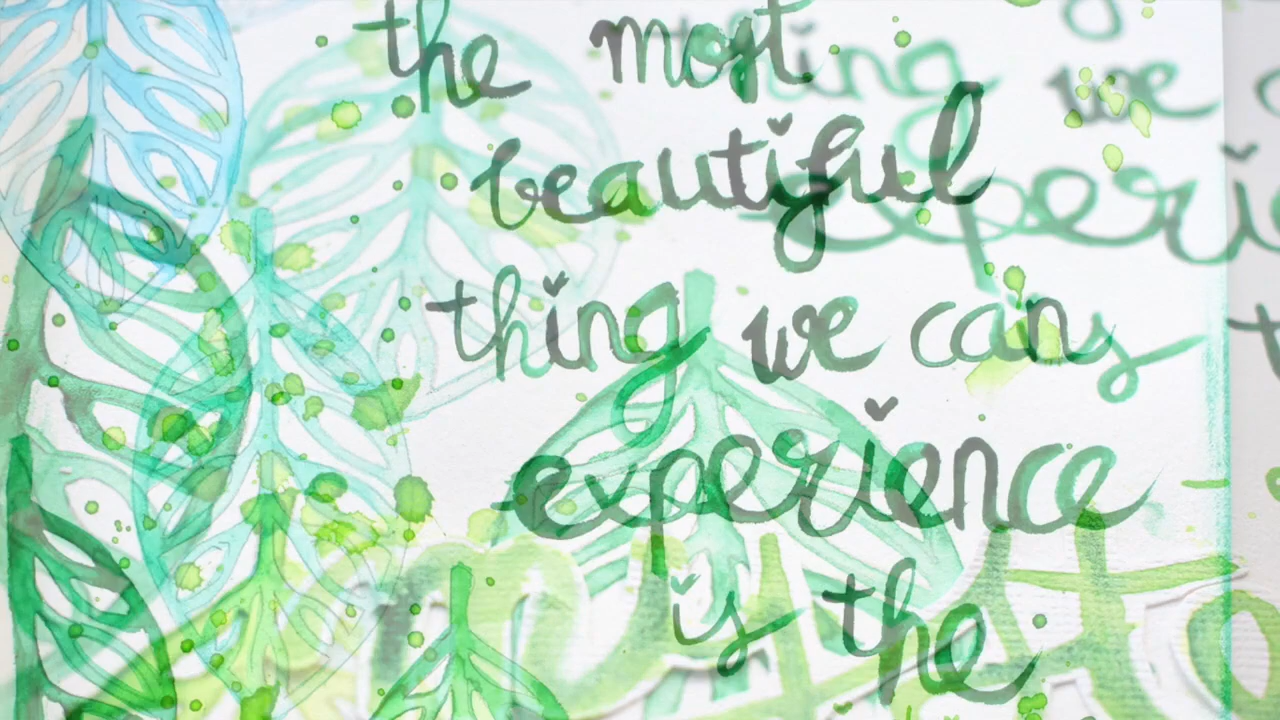 the most
beautiful
thing we can
experience
is the